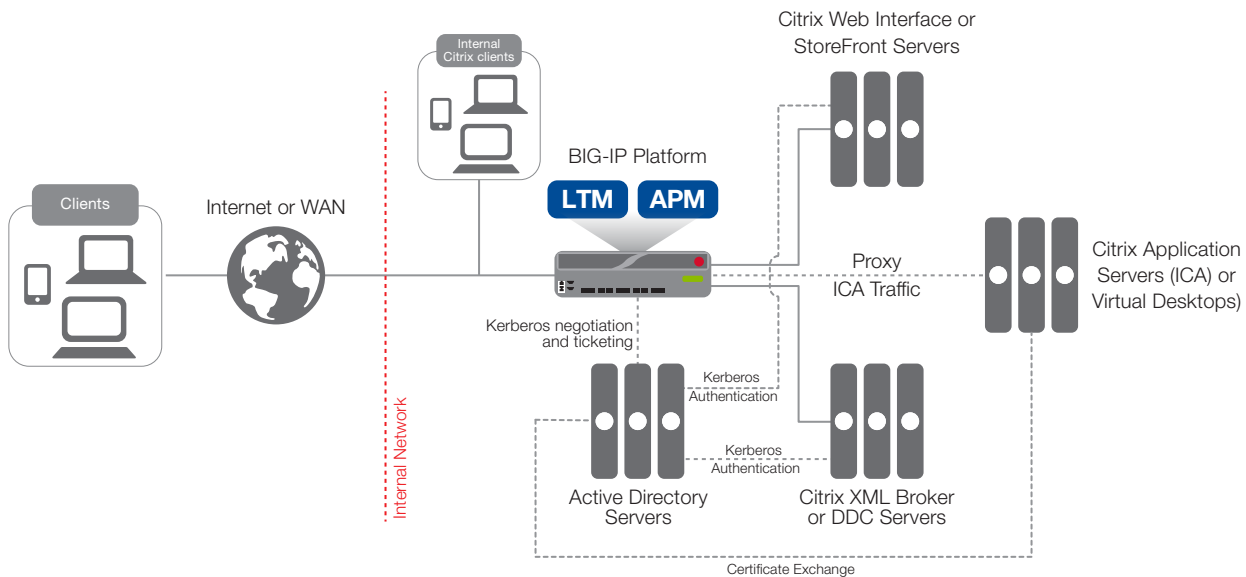 Citrix Web Interface or
StoreFront Servers
Internal
Citrix clients
BIG-IP Platform
LTM
APM
Clients
Internet or WAN
Proxy
ICA Traffic
Citrix Application
Servers (ICA) or
Virtual Desktops)
Kerberos negotiation
and ticketing
Kerberos
Authentication
Internal Network
Kerberos
Authentication
Active Directory
Servers
Citrix XML Broker
or DDC Servers
Certificate Exchange